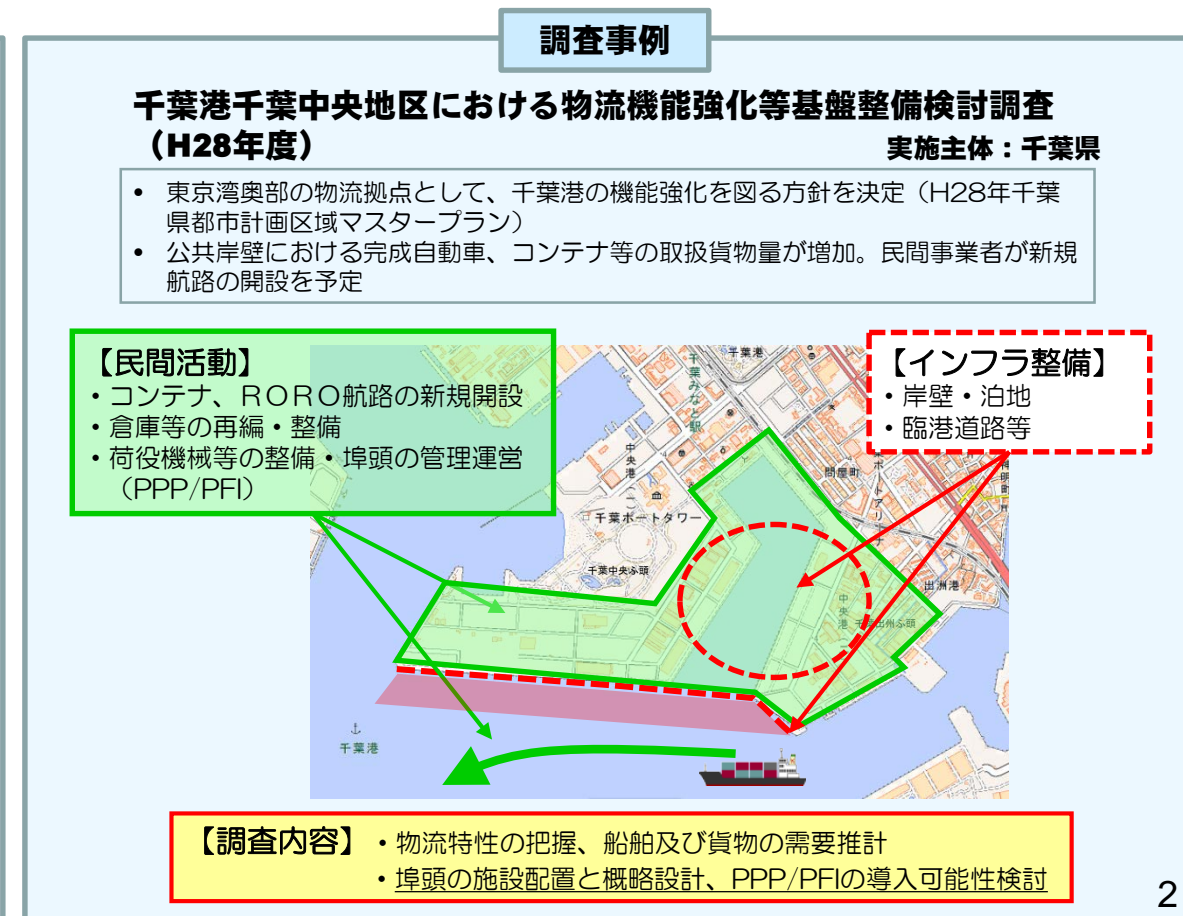 調査事例
千葉港千葉中央地区における物流機能強化等基盤整備検討調査
（H28年度）
実施主体：千葉県
• 東京湾奥部の物流拠点として、千葉港の機能強化を図る方針を決定（H28年千葉
県都市計画区域マスタープラン）
• 公共岸壁における完成自動車、コンテナ等の取扱貨物量が増加。民間事業者が新規
航路の開設を予定
【民間活動】
・コンテナ、ＲＯＲＯ航路の新規開設
・倉庫等の再編・整備
・荷役機械等の整備・埠頭の管理運営
（PPP/PFI）
【インフラ整備】
・岸壁・泊地
・臨港道路等
千葉港
千葉みなと駅
中央港（二）
問屋町
千葉ポートタワー
千葉中央ふ頭
出洲港
千葉出州ふ頭
千葉港
【調査内容】 ・物流特性の把握、船舶及び貨物の需要推計
・埠頭の施設配置と概略設計、PPP/PFIの導入可能性検討
2